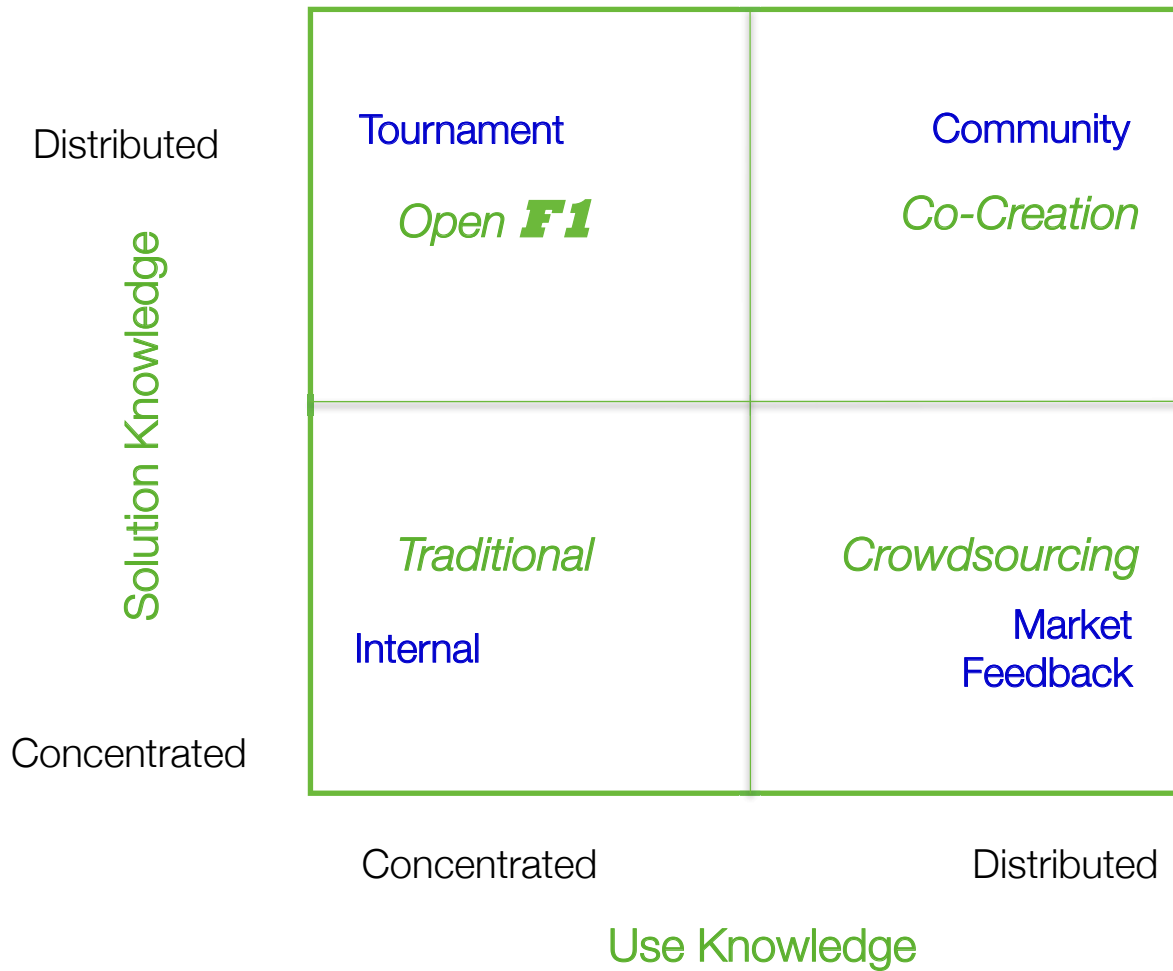 Distributed
Tournament
Community
Open F1
Co-Creation
Solution Knowledge
Traditional
Crowdsourcing
Internal
Market
Feedback
Concentrated
Concentrated
Distributed
Use Knowledge